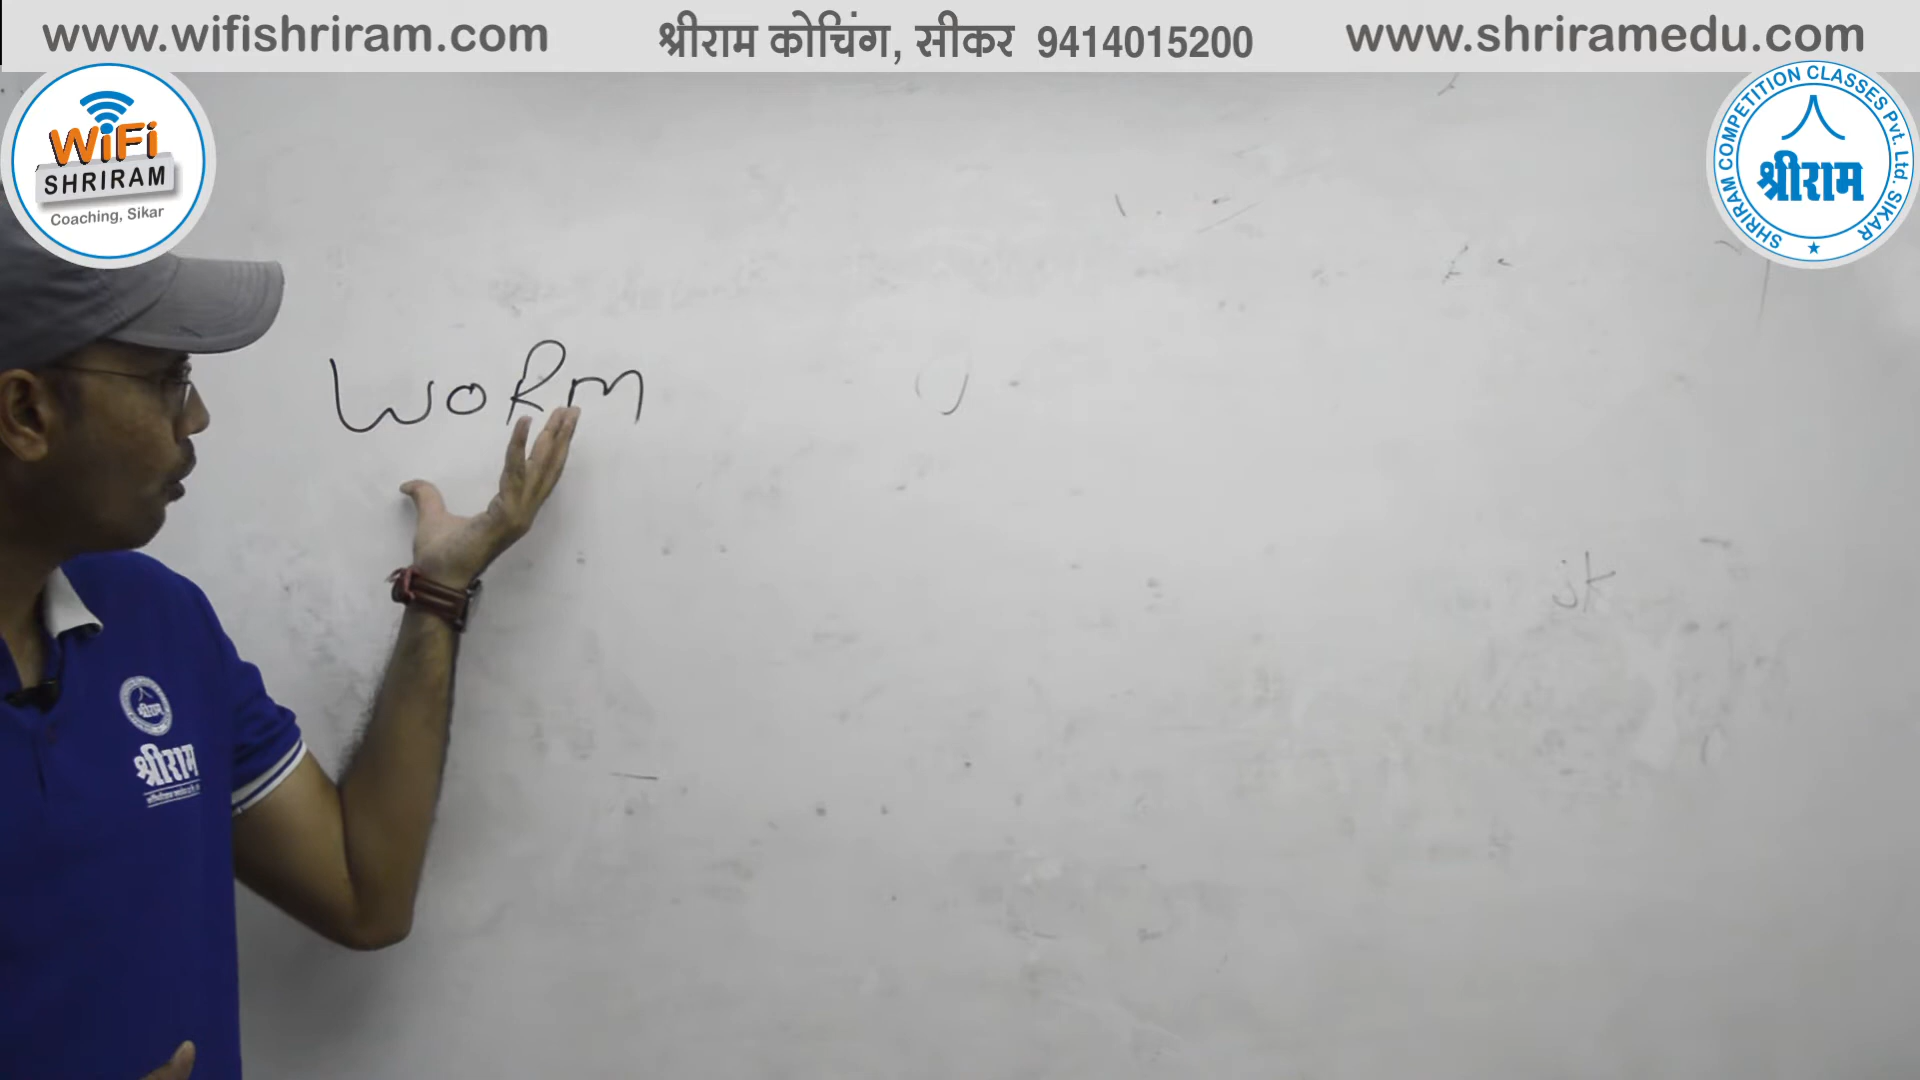 www.wifishriram.com
श्रीराम कोचिंग, सीकर 9414015200
www.shriramedu.com
WiFi
SHRIRAM
Coaching, Sikar
SHRIRAM COMPETITION CLASSES Pvt. Ltd. SIKAR
श्रीराम
WORM
jk
श्रीराम
श्रीराम